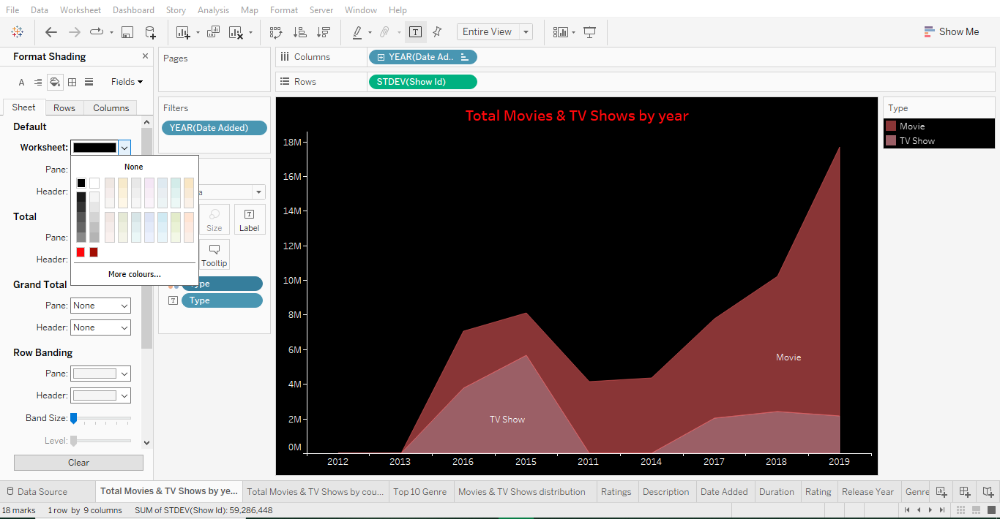 File Data Worksheet Dashboard Story Analysis Map Format Server Window Help
Entire View
Show Me
Format Shading
Fields
Sheet Rows Columns
Default
Worksheet:
None
More colours...
Pane:
Header:
Total
Pane:
Header:
Grand Total
Pane: None
Header: None
Row Banding
Pane:
Header:
Band Size:
Level:
Clear
Pages
Filters
YEAR(Date Added)
Size
Label
Tooltip
Type
Type
Columns
YEAR(Date Ad..
Rows
STDEV(Show Id)
Total Movies & TV Shows by year
18M
16M
14M
12M
10M
8M
6M
4M
2M
0M
Movie
TV Show
2012 2013 2016 2015 2011 2014 2017 2018 2019
Type
Movie
TV Show
Data Source Total Movies & TV Shows by ye... Total Movies & TV Shows by cou... Top 10 Genre Movies & TV Shows distribution Ratings Description Date Added Duration Rating Release Year Genre
18 marks 1 row by 9 columns SUM of STDEV(Show Id): 59,286,448